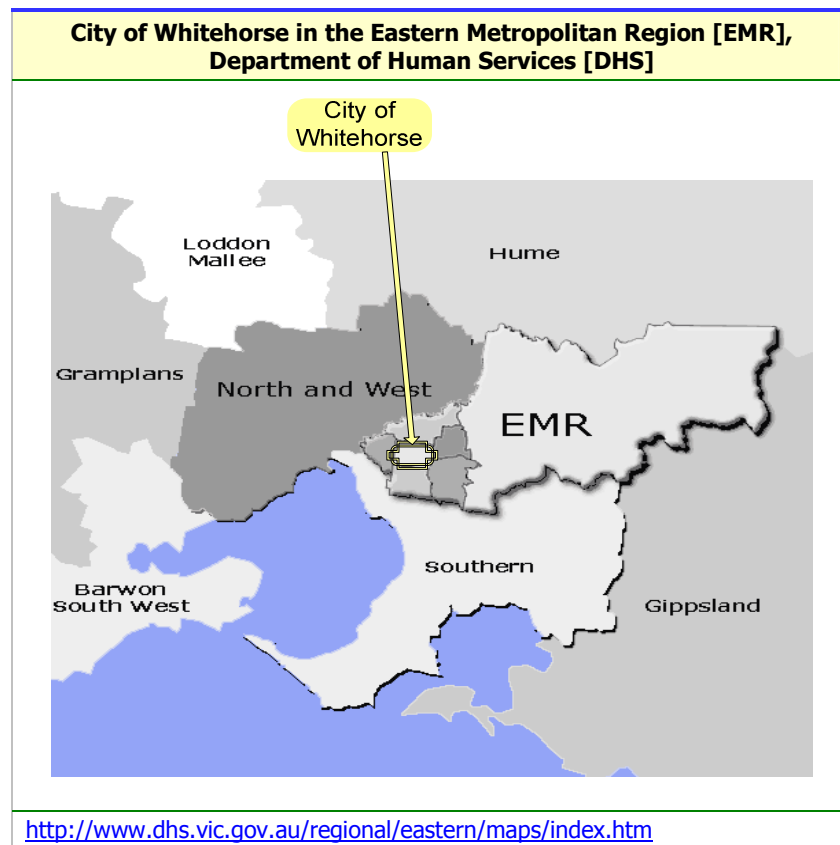 City of Whitehorse in the Eastern Metropolitan Region [EMR],
Department of Human Services [DHS]
City of
Whitehorse
Loddon
Mallee
Hume
Gramplans
North and West
EMR
Southern
Barwon
South West
Gippsland
http://www.dhs.vic.gov.au/regional/eastern/maps/index.htm